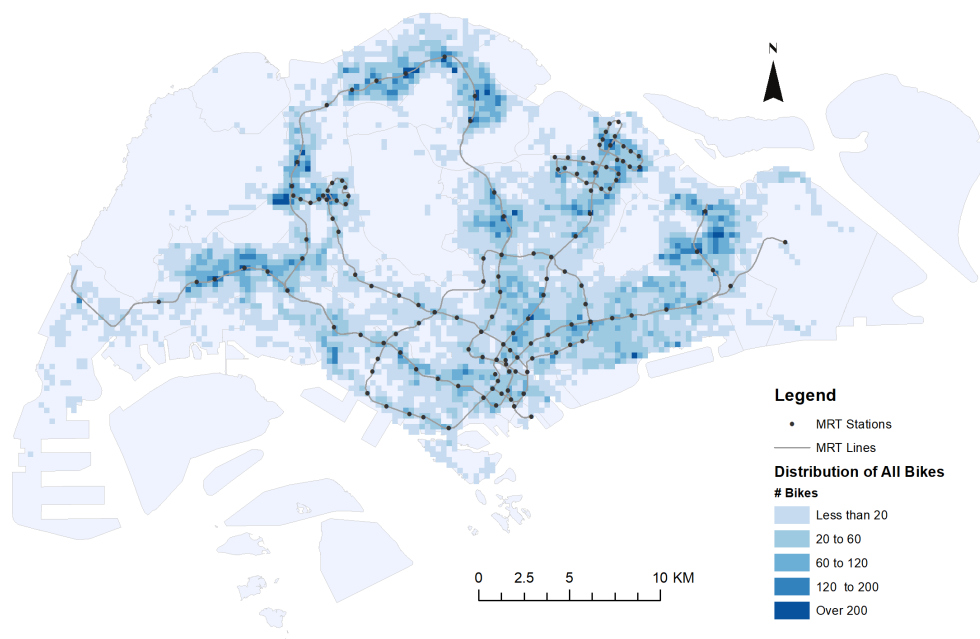 N
Legend
MRT Stations
MRT Lines
Distribution of All Bikes
# Bikes
Less than 20
20 to 60
60 to 120
120 to 200
Over 200
0 2.5 5 10 KM